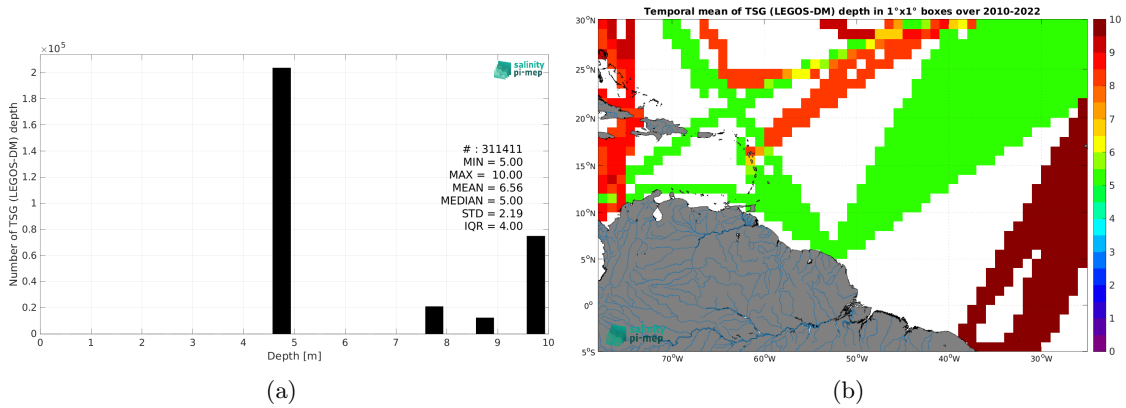 ×10⁵
2
1.8
1.6
1.4
1.2
1
0.8
0.6
0.4
0.2
0
Number of TSG (LEGOS-DM) depth
salinity
pi-mep
# : 311411
MIN = 5.00
MAX = 10.00
MEAN = 6.56
MEDIAN = 5.00
STD = 2.19
IQR = 4.00
0 1 2 3 4 5 6 7 8 9 10
Depth [m]
(a)
Temporal mean of TSG (LEGOS-DM) depth in 1°x1° boxes over 2010-2022
30°N
25°N
20°N
15°N
10°N
5°N
0°
5°S
70°W 60°W 50°W 40°W 30°W
salinity
pi-mep
10
9
8
7
6
5
4
3
2
1
0
(b)